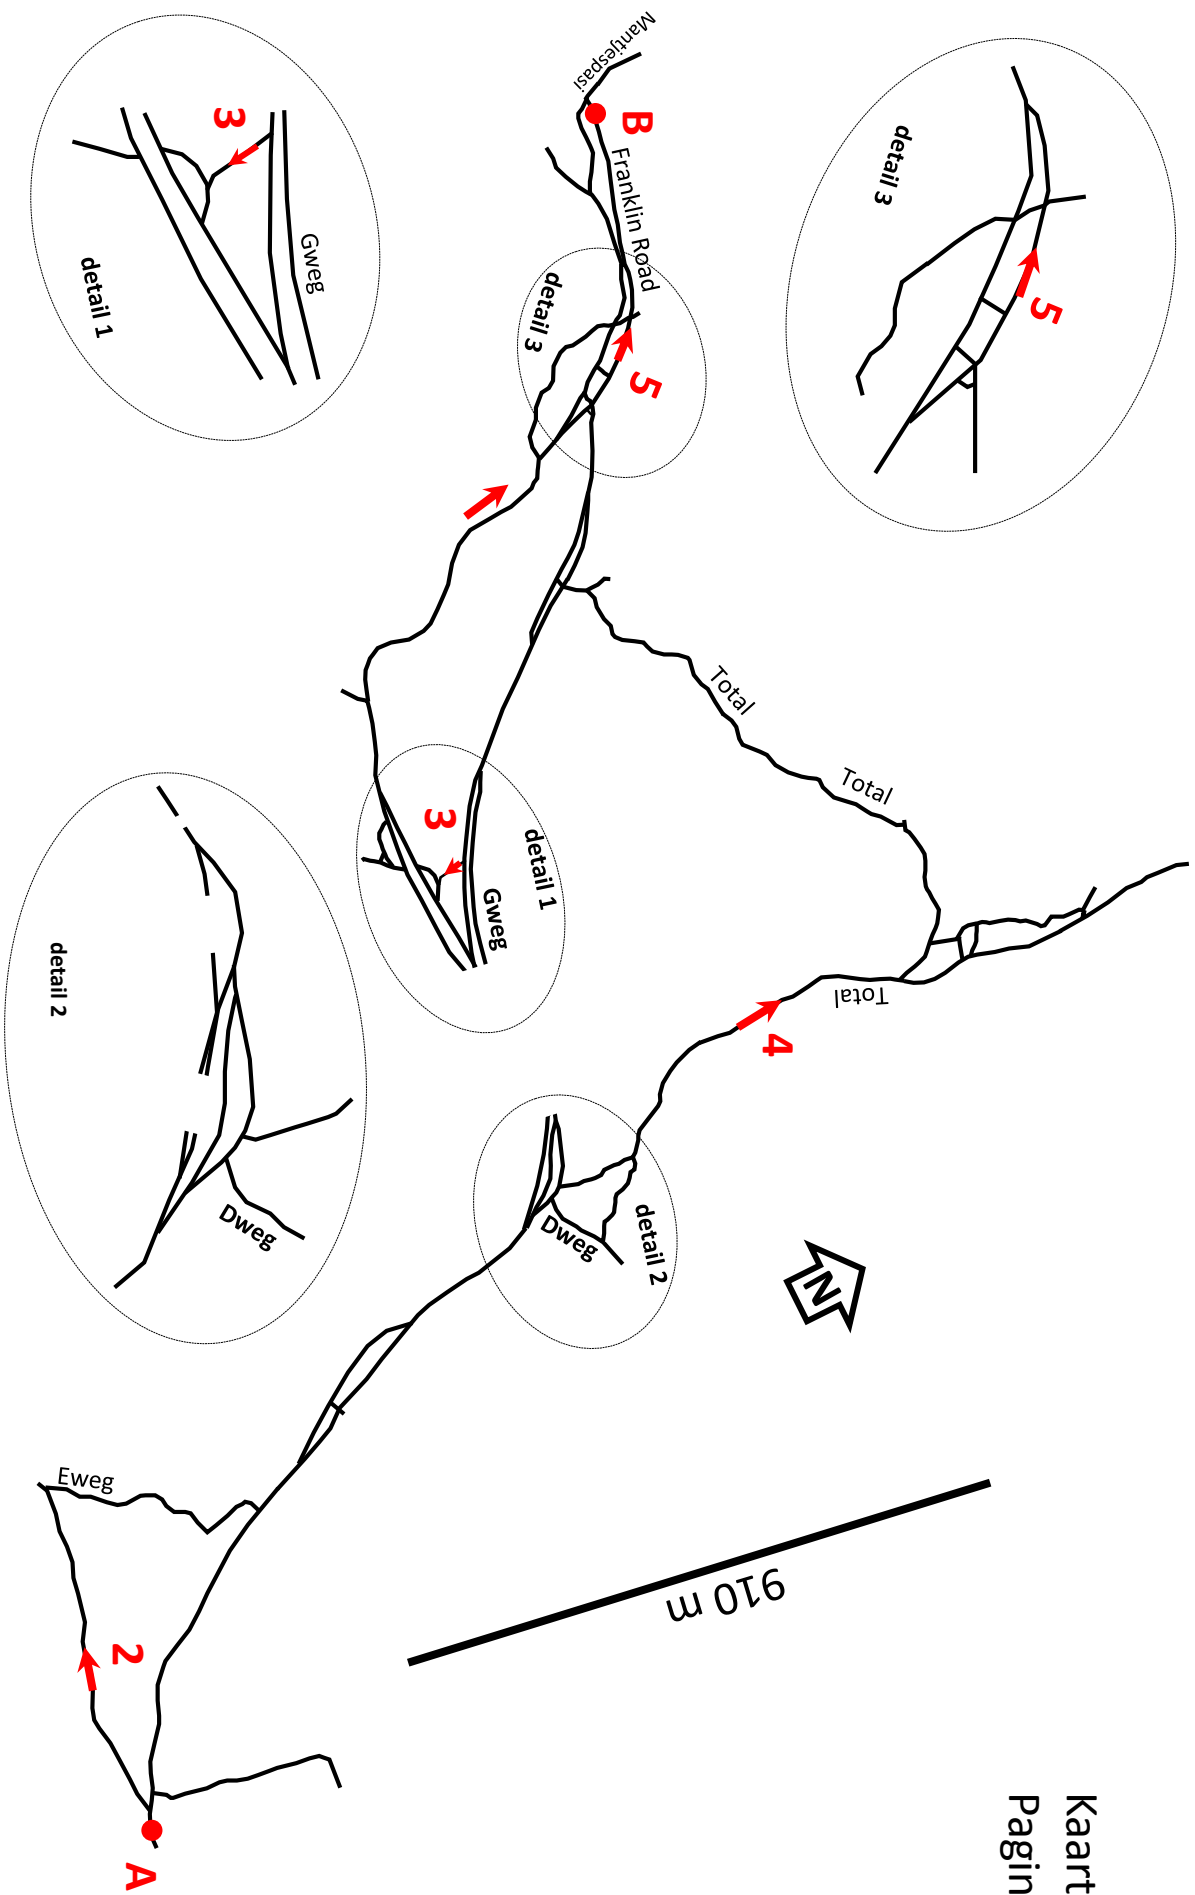 Kaart
Pagin
Mantjespasi
B
Franklin Road
detail 3
5
detail 3
5
3
Gweg
detail 1
Total
Total
3
detail 1
Gweg
Total
4
detail 2
Dweg
detail 2
Dweg
N
910 m
Eweg
2
A